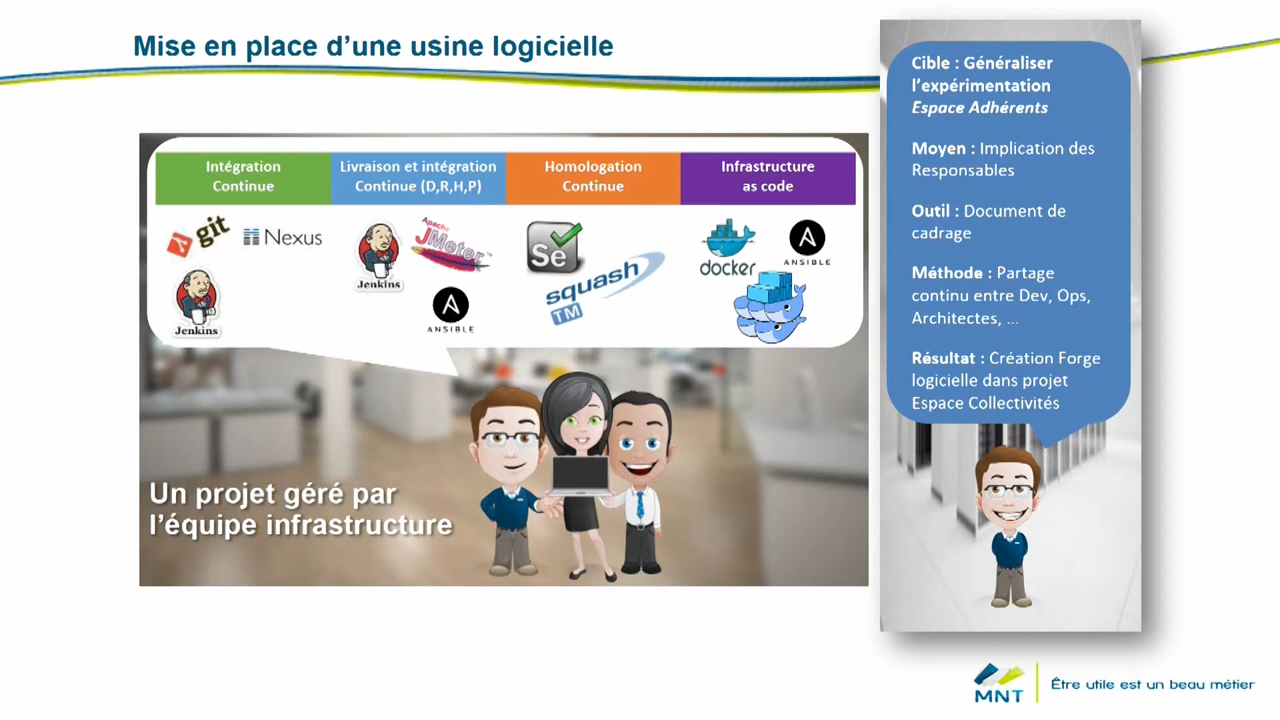 Mise en place d’une usine logicielle
Intégration
Continue
Livraison et intégration
Continue (D,R,H,P)
Homologation
Continue
Infrastructure
as code
git
Nexus
Jenkins
Jenkins
Apache
JMeter
ANSIBLE
Se
squash
TM
docker
ANSIBLE
Un projet géré par
l’équipe infrastructure
Cible : Généraliser
l’expérimentation
Espace Adhérents
Moyen : Implication des
Responsables
Outil : Document de
cadrage
Méthode : Partage
continu entre Dev, Ops,
Architectes, ...
Résultat : Création Forge
logicielle dans projet
Espace Collectivités
MNT
Être utile est un beau métier